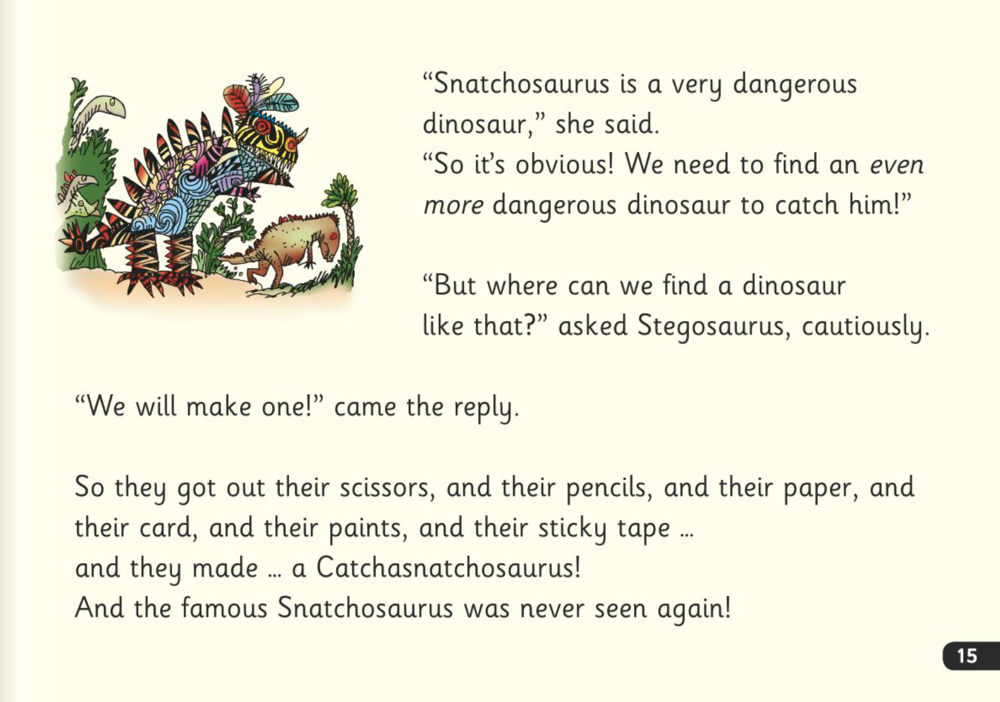 “Snatchosaurus is a very dangerous
dinosaur,” she said.
“So it’s obvious! We need to find an even
more dangerous dinosaur to catch him!”
“But where can we find a dinosaur
like that?” asked Stegosaurus, cautiously.
“We will make one!” came the reply.
So they got out their scissors, and their pencils, and their paper, and
their card, and their paints, and their sticky tape ...
and they made ... a Catchasnatchosaurus!
And the famous Snatchosaurus was never seen again!
15